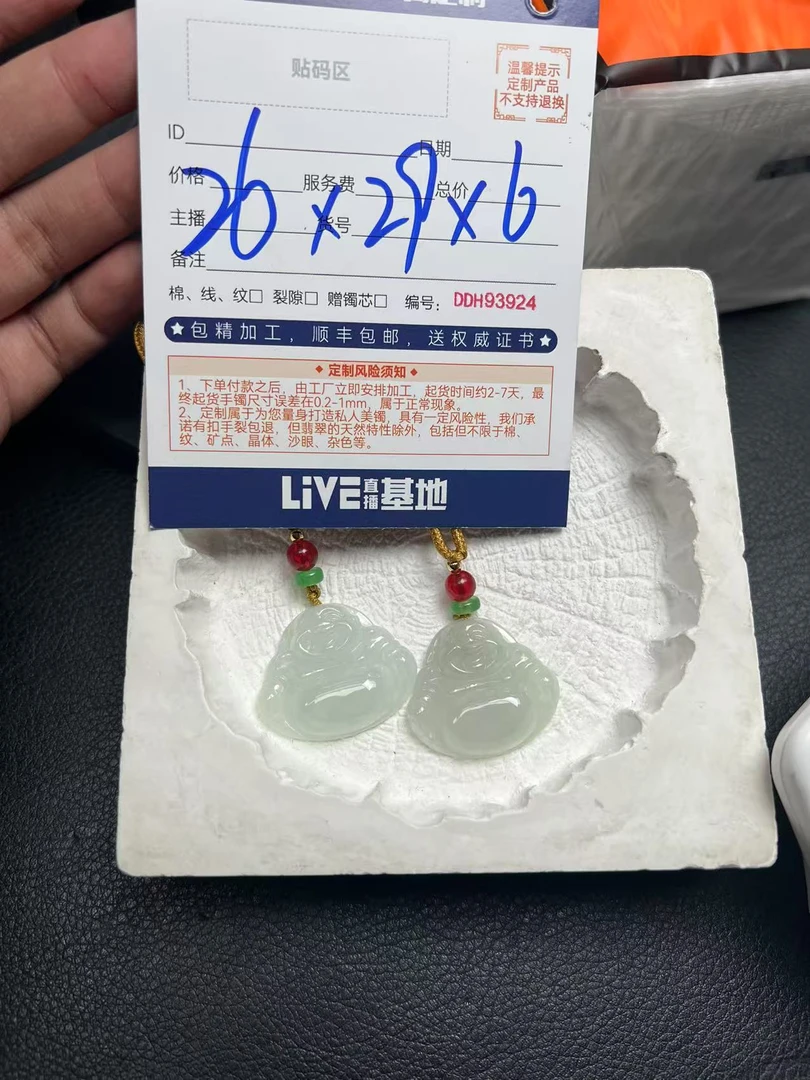 贴码区
温馨提示
定制产品
不支持退换
ID 日期
价格 服务费 总价
26×29×6
主播 货号
备注
棉、线、纹□ 裂隙□ 赠镯芯□ 编号：DDH93924
★包精加工，顺丰包邮，送权威证书★
◆定制风险须知◆
1、下单付款之后，由工厂立即安排加工，起货时间约2-7天，最
终起货手镯尺寸误差在0.2-1mm，属于正常现象。
2、定制属于为您量身打造私人美镯，具有一定风险性，我们承
诺有扣手裂包退，但翡翠的天然特性除外，包括但不限于棉、
纹、矿点、晶体、沙眼、杂色等。
LiVE直播基地